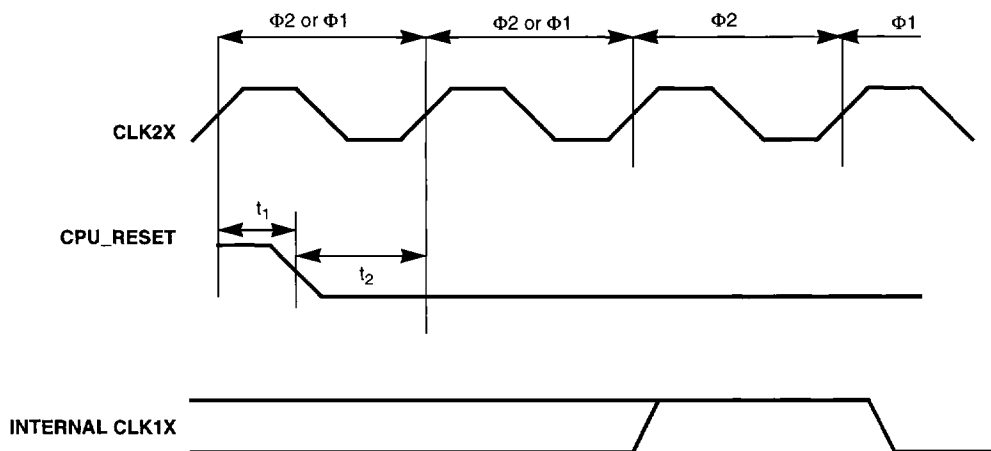 Φ2 or Φ1
Φ2 or Φ1
Φ2
Φ1
CLK2X
t1
CPU_RESET
t2
INTERNAL CLK1X